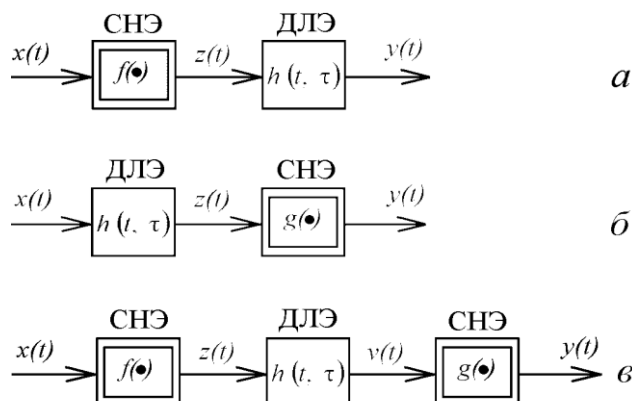 СНЭ ДЛЭ
x(t) f(•) z(t) h (t, τ) y(t) а
ДЛЭ СНЭ
x(t) h (t, τ) z(t) g(•) y(t) б
СНЭ ДЛЭ СНЭ
x(t) f(•) z(t) h (t, τ) v(t) g(•) y(t) в